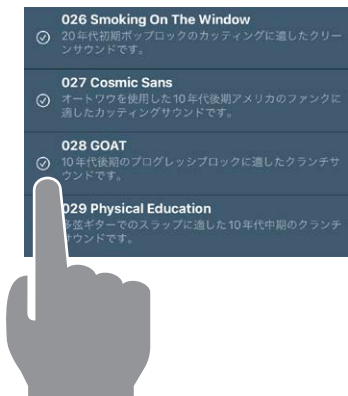 026 Smoking On The Window
20年代初期ポップロックのカッティングに適したクリー
ンサウンドです。
027 Cosmic Sans
オートワウを使用した10年代後期アメリカのファンクに
適したカッティングサウンドです。
028 GOAT
10年代後期のプログレッシブロックに適したクランチサ
ウンドです。
029 Physical Education
多弦ギターでのスラップに適した10年代中期のクランチ
サウンドです。